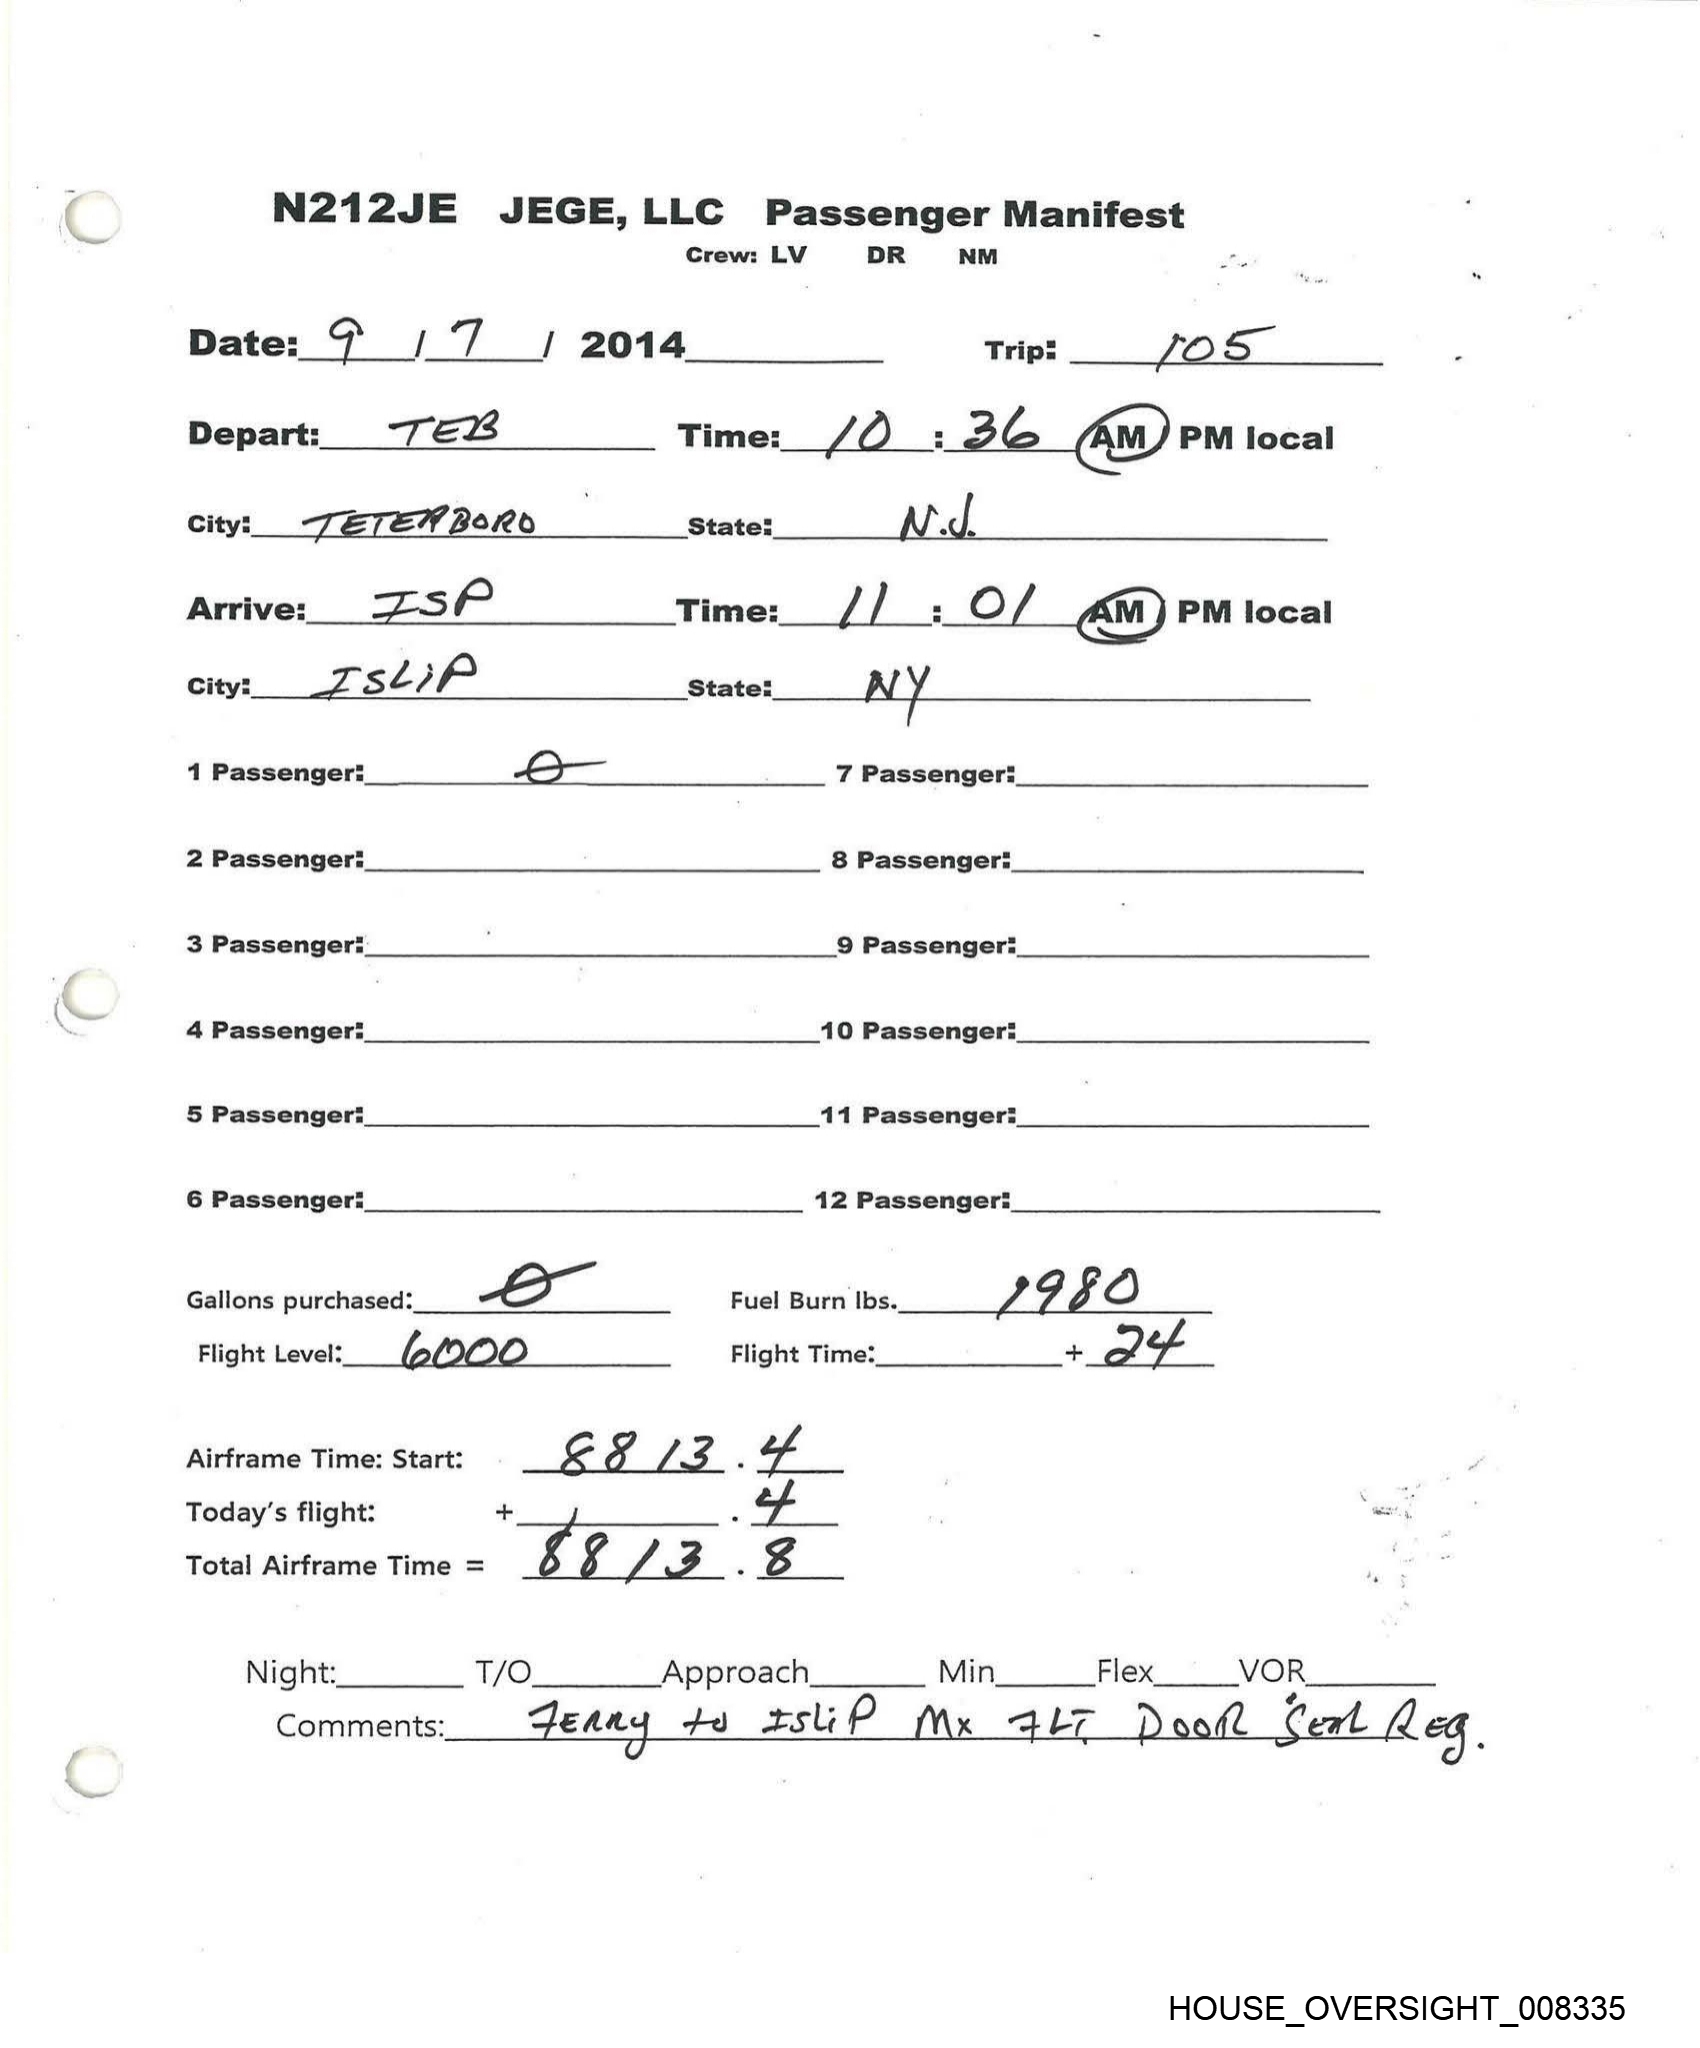 N212JE JEGE, LLC Passenger Manifest
Crew: LV DR NM
Date: 9 / 7 / 2014 Trip: 105
Depart: TEB Time: 10 : 36 AM PM local
City: TETERBORO State: N.J.
Arrive: ISP Time: 11 : 01 AM PM local
City: ISLIP State: NY
1 Passenger: 0 7 Passenger:
2 Passenger: 8 Passenger:
3 Passenger: 9 Passenger:
4 Passenger: 10 Passenger:
5 Passenger: 11 Passenger:
6 Passenger: 12 Passenger:
Gallons purchased: 0 Fuel Burn lbs. 1980
Flight Level: 6000 Flight Time: + 24
Airframe Time: Start: 8813 . 4
Today's flight: + . 4
Total Airframe Time = 8813 . 8
Night: T/O Approach Min Flex VOR
Comments: FERRY to ISLIP MX FLT DOOR SEAL REG.
HOUSE_OVERSIGHT_008335